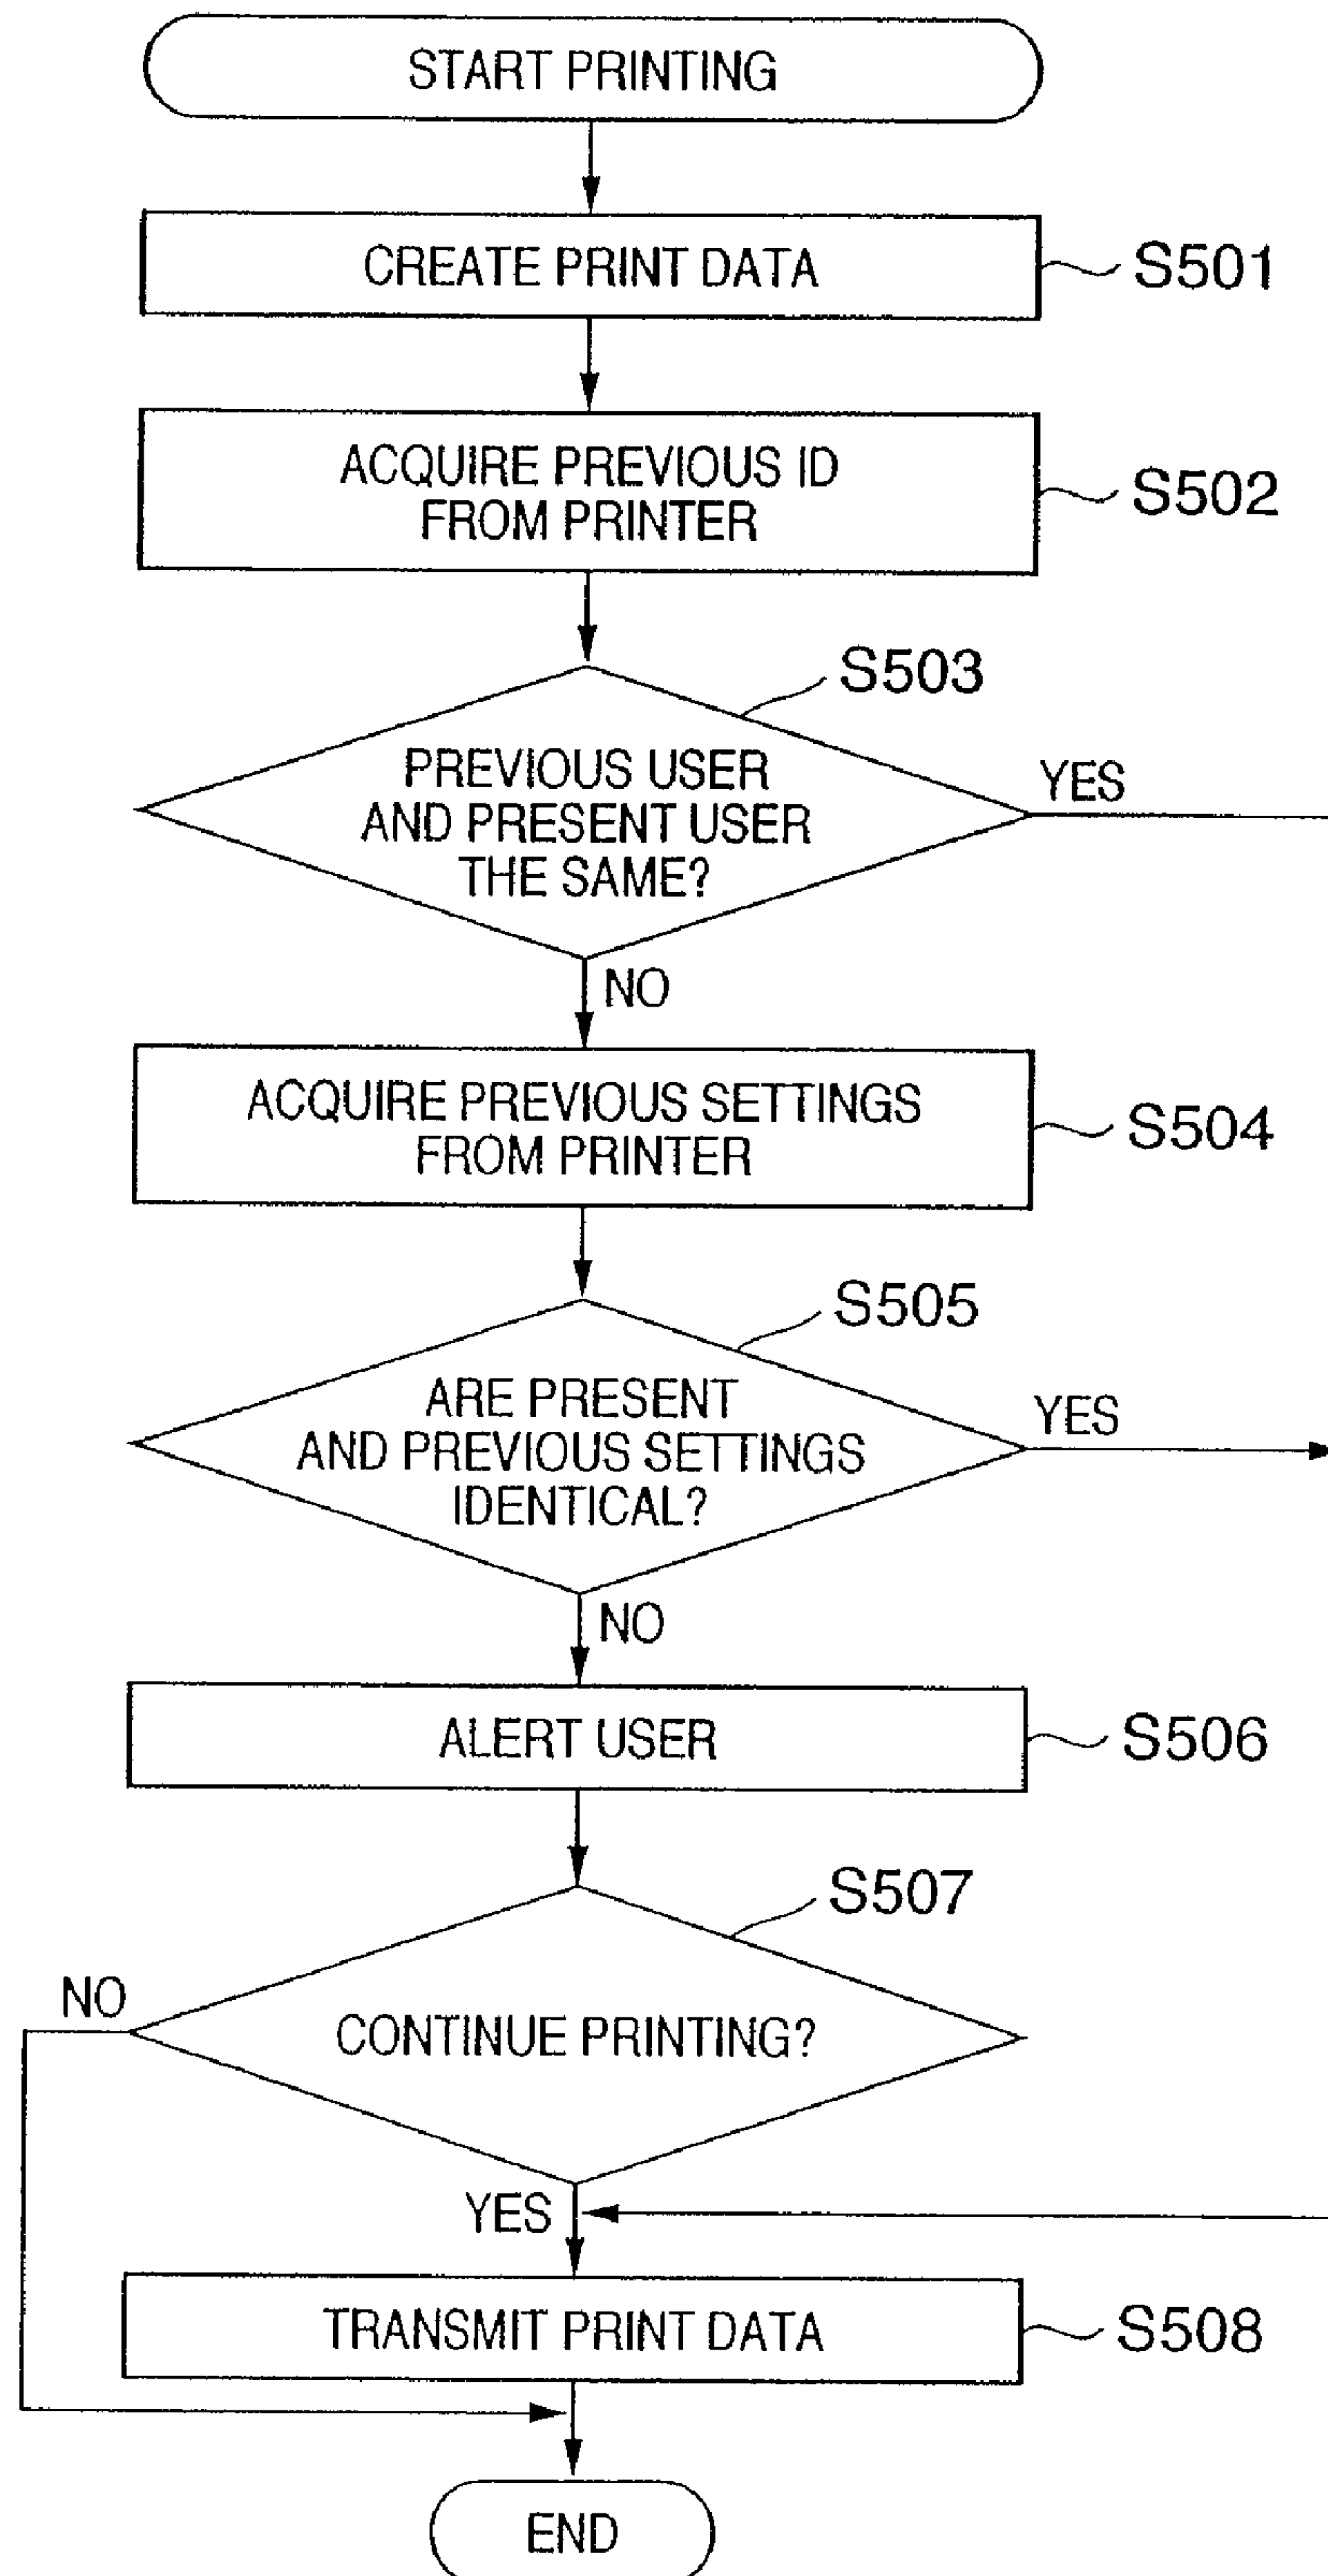 START PRINTING
CREATE PRINT DATA
S501
ACQUIRE PREVIOUS ID
FROM PRINTER
S502
S503
PREVIOUS USER
AND PRESENT USER
THE SAME?
YES
NO
ACQUIRE PREVIOUS SETTINGS
FROM PRINTER
S504
S505
ARE PRESENT
AND PREVIOUS SETTINGS
IDENTICAL?
YES
NO
ALERT USER
S506
S507
NO
CONTINUE PRINTING?
YES
TRANSMIT PRINT DATA
S508
END